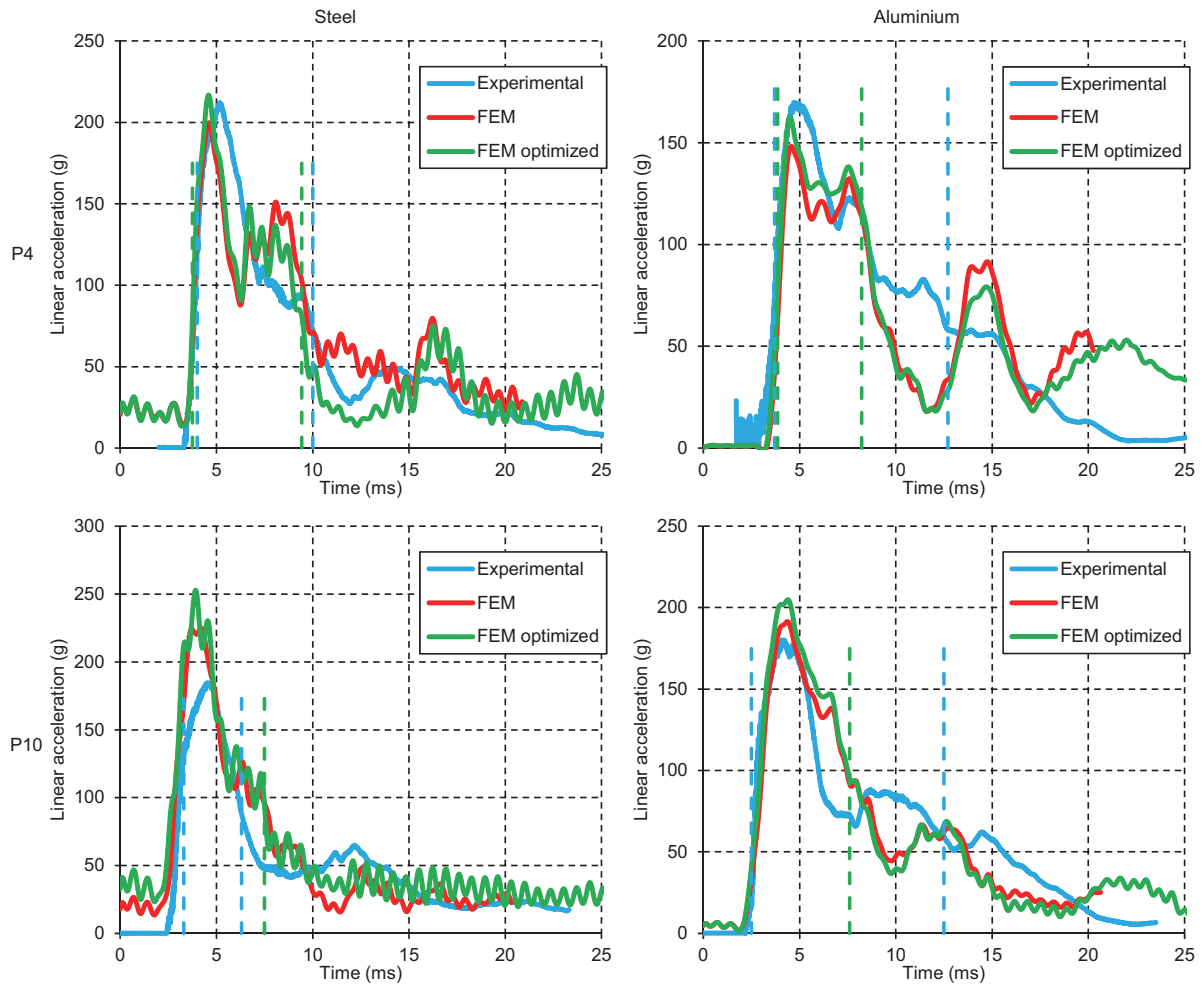 Steel
Aluminium
P4
Linear acceleration (g)
250
200
150
100
50
0
0 5 10 15 20 25
Time (ms)
Experimental
FEM
FEM optimized
Linear acceleration (g)
200
150
100
50
0
0 5 10 15 20 25
Time (ms)
Experimental
FEM
FEM optimized
P10
Linear acceleration (g)
300
250
200
150
100
50
0
0 5 10 15 20 25
Time (ms)
Experimental
FEM
FEM optimized
Linear acceleration (g)
250
200
150
100
50
0
0 5 10 15 20 25
Time (ms)
Experimental
FEM
FEM optimized